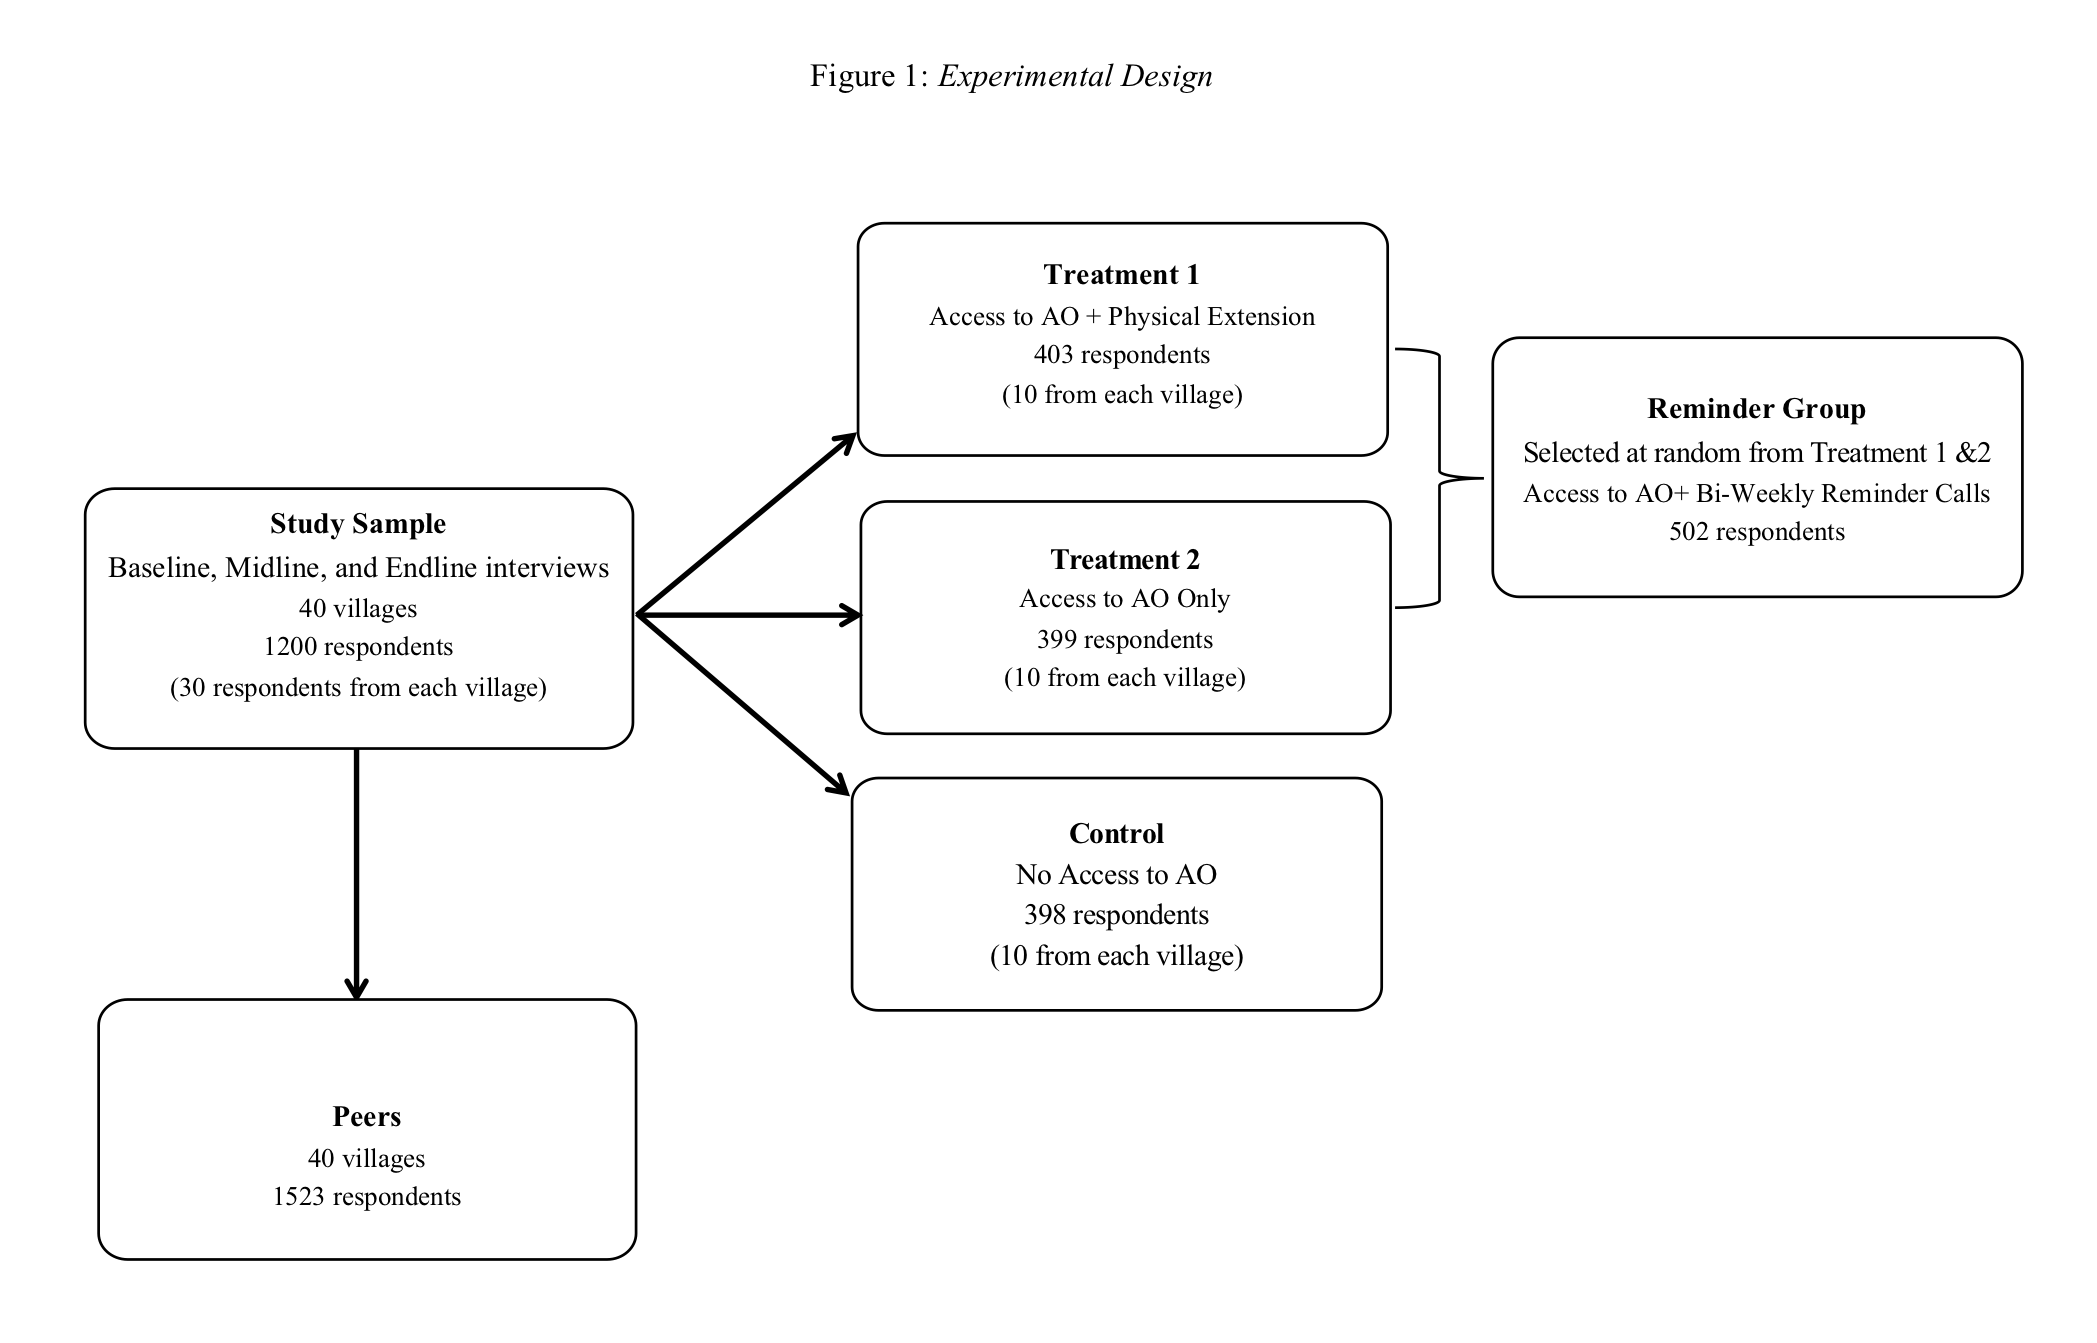 Figure 1: Experimental Design
Treatment 1
Access to AO + Physical Extension
403 respondents
(10 from each village)
Reminder Group
Selected at random from Treatment 1 &2
Access to AO+ Bi-Weekly Reminder Calls
502 respondents
Study Sample
Baseline, Midline, and Endline interviews
40 villages
1200 respondents
(30 respondents from each village)
Treatment 2
Access to AO Only
399 respondents
(10 from each village)
Control
No Access to AO
398 respondents
(10 from each village)
Peers
40 villages
1523 respondents